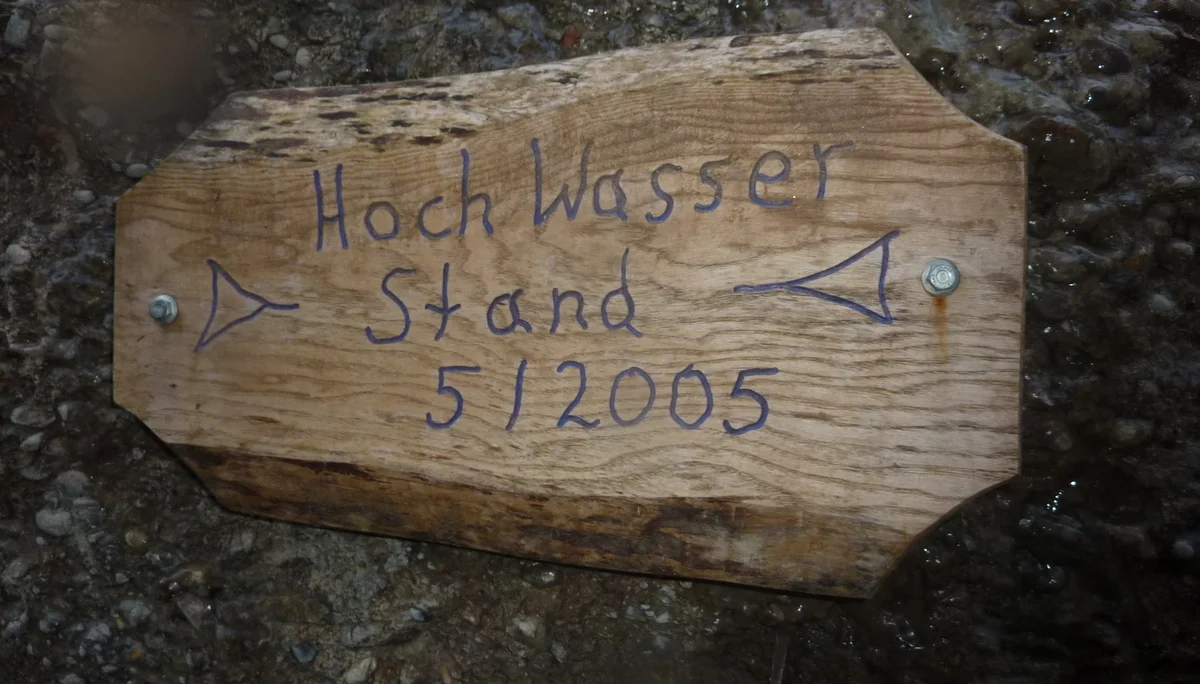 Hoch Wasser
Stand
5/2005